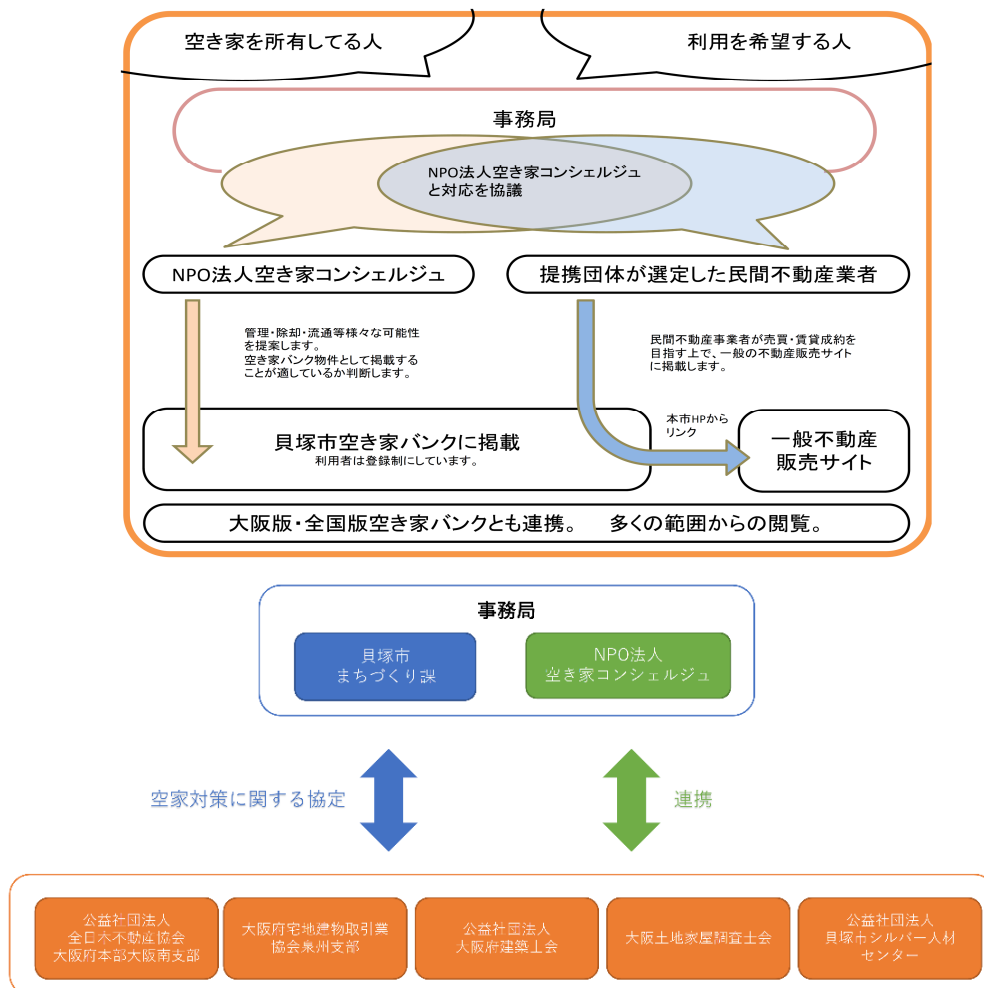 空き家を所有してる人
利用を希望する人
事務局
NPO法人空き家コンシェルジュ
と対応を協議
NPO法人空き家コンシェルジュ
提携団体が選定した民間不動産業者
管理・除却・流通等様々な可能性
を提案します。
空き家バンク物件として掲載する
ことが適しているか判断します。
民間不動産事業者が売買・賃貸成約を
目指す上で、一般の不動産販売サイト
に掲載します。
本市HPから
リンク
貝塚市空き家バンクに掲載
利用者は登録制にしています。
一般不動産
販売サイト
大阪版・全国版空き家バンクとも連携。　多くの範囲からの閲覧。
事務局
貝塚市
まちづくり課
NPO法人
空き家コンシェルジュ
空家対策に関する協定
連携
公益社団法人
全日本不動産協会
大阪府本部大阪南支部
大阪府宅地建物取引業
協会泉州支部
公益社団法人
大阪府建築士会
大阪土地家屋調査士会
公益社団法人
貝塚市シルバー人材
センター